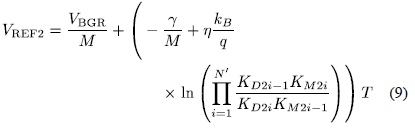 V_REF2 = V_BGR/M + ( − γ/M + η k_B/q
× ln ( ∏_{i=1}^{N′} K_{D2i−1}K_{M2i} / K_{D2i}K_{M2i−1} ) ) T (9)